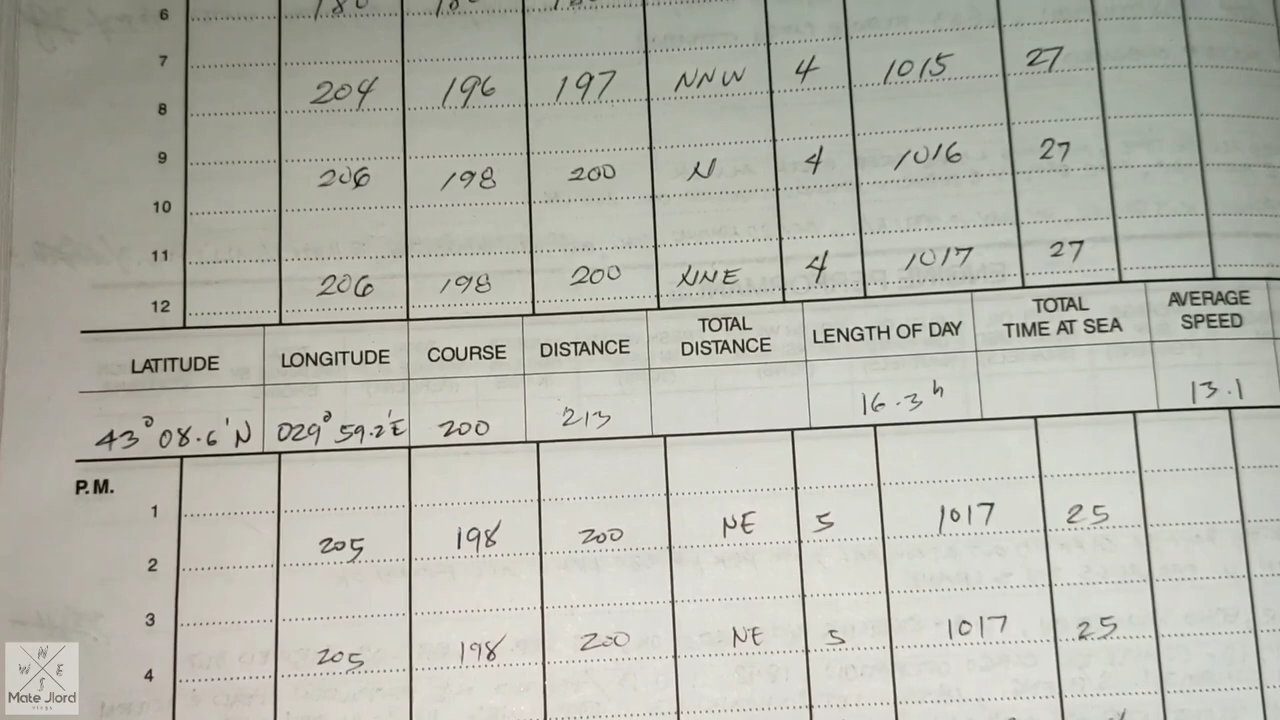 6 180
7
204 196 197 NNW 4 1015 27
8
9
206 198 200 N 4 1016 27
10
11
206 198 200 NNE 4 1017 27
12
LATITUDE LONGITUDE COURSE DISTANCE TOTAL DISTANCE LENGTH OF DAY TOTAL TIME AT SEA AVERAGE SPEED
43° 08.6'N 029° 59.2'E 200 213 16.3h 13.1
P.M.
1
205 198 200 NE 5 1017 25
2
3
205 198 200 NE 5 1017 25
4
N
W E
S
Mate Jlord
vlogs